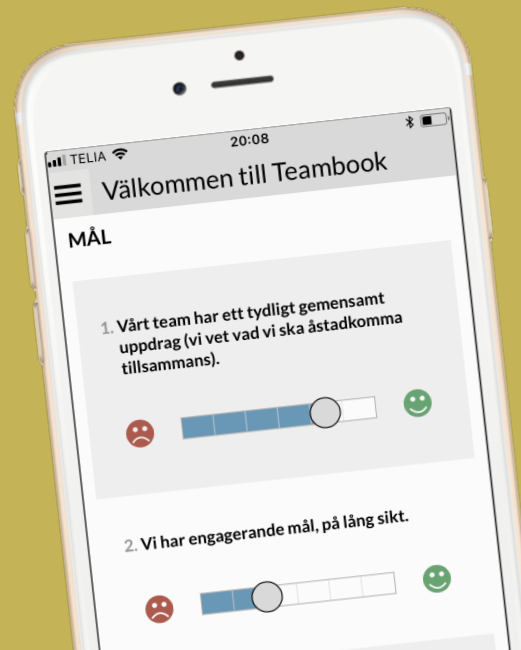 TELIA
20:08
Välkommen till Teambook
MÅL
1. Vårt team har ett tydligt gemensamt
uppdrag (vi vet vad vi ska åstadkomma
tillsammans).
2. Vi har engagerande mål, på lång sikt.